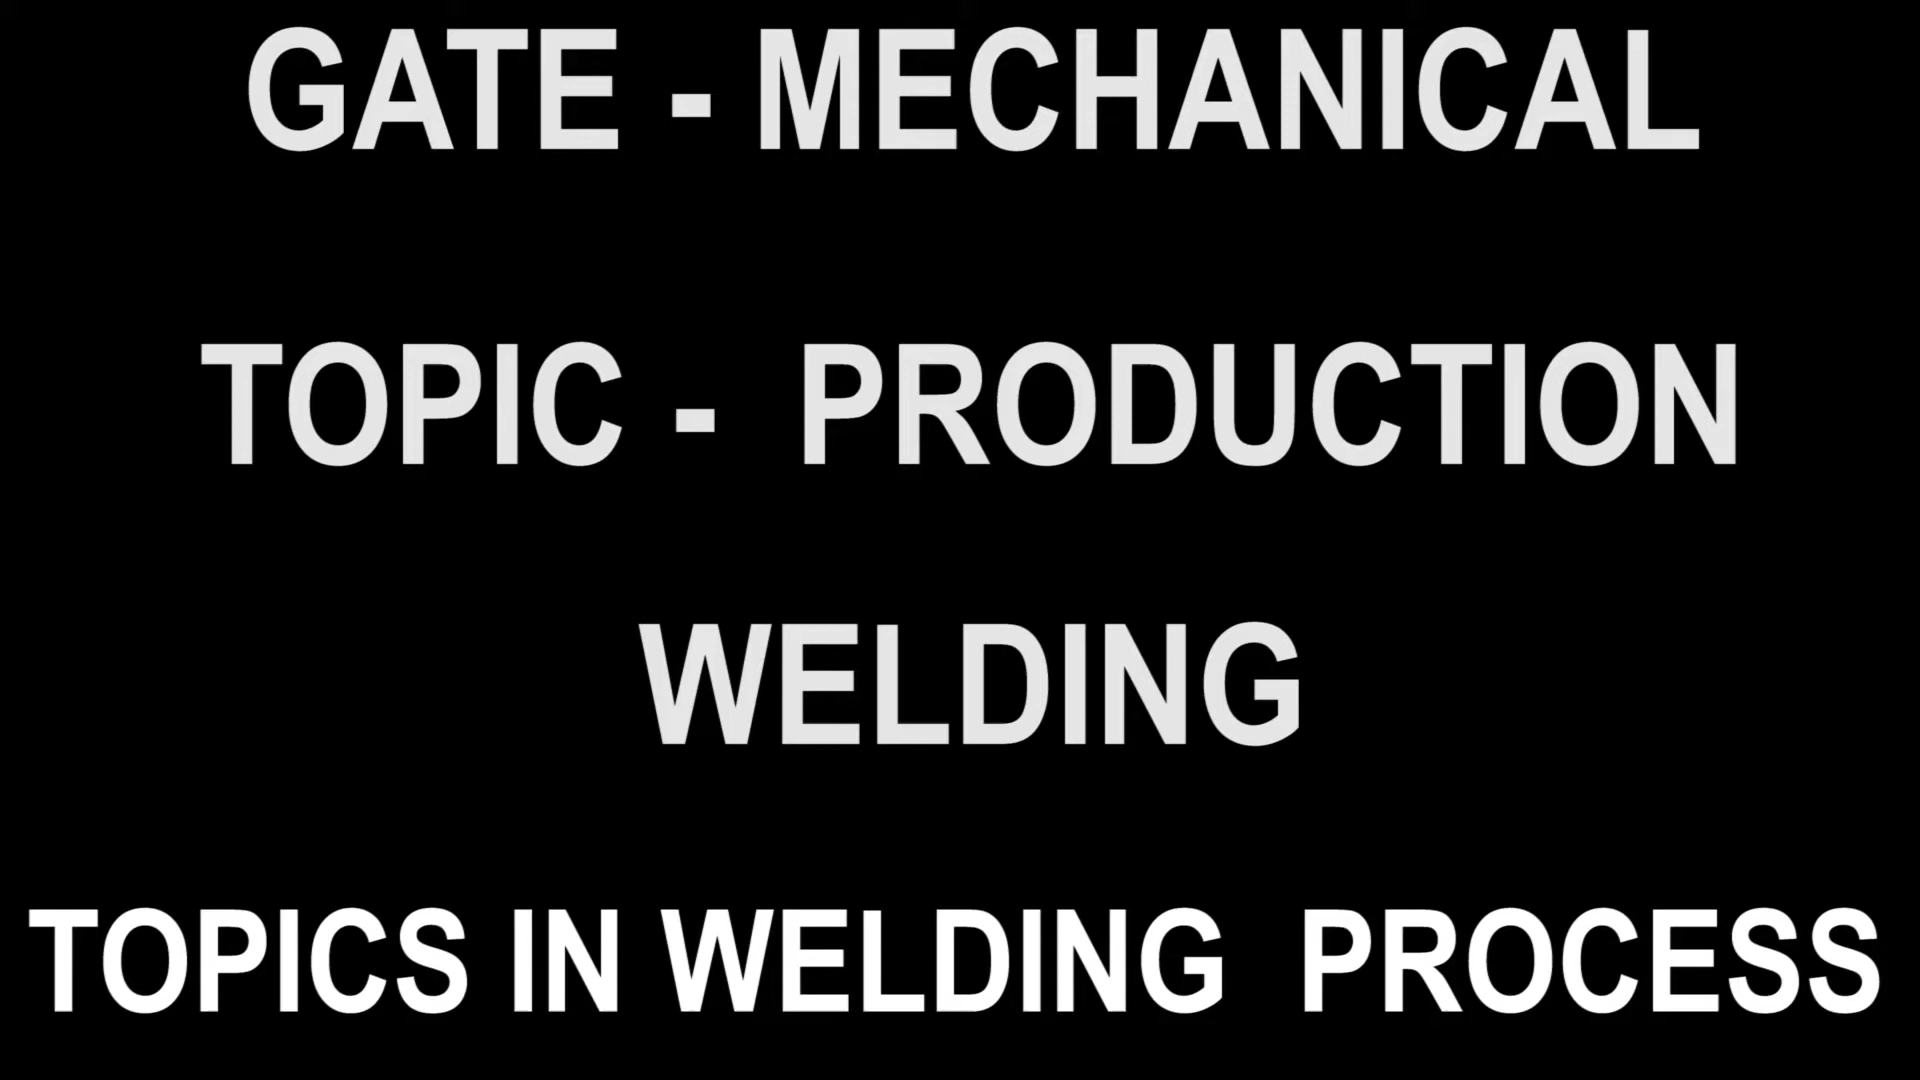 GATE - MECHANICAL
TOPIC - PRODUCTION
WELDING
TOPICS IN WELDING PROCESS